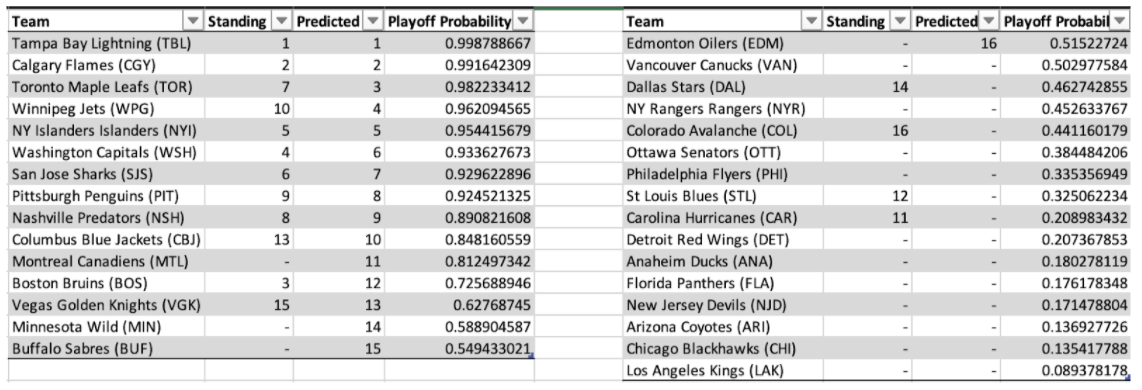 Team Standing Predicted Playoff Probability
Tampa Bay Lightning (TBL) 1 1 0.998788667
Calgary Flames (CGY) 2 2 0.991642309
Toronto Maple Leafs (TOR) 7 3 0.982233412
Winnipeg Jets (WPG) 10 4 0.962094565
NY Islanders Islanders (NYI) 5 5 0.954415679
Washington Capitals (WSH) 4 6 0.933627673
San Jose Sharks (SJS) 6 7 0.929622896
Pittsburgh Penguins (PIT) 9 8 0.924521325
Nashville Predators (NSH) 8 9 0.890821608
Columbus Blue Jackets (CBJ) 13 10 0.848160559
Montreal Canadiens (MTL) - 11 0.812497342
Boston Bruins (BOS) 3 12 0.725688946
Vegas Golden Knights (VGK) 15 13 0.62768745
Minnesota Wild (MIN) - 14 0.588904587
Buffalo Sabres (BUF) - 15 0.549433021
Team Standing Predicted Playoff Probabil
Edmonton Oilers (EDM) - 16 0.51522724
Vancouver Canucks (VAN) - - 0.502977584
Dallas Stars (DAL) 14 - 0.462742855
NY Rangers Rangers (NYR) - - 0.452633767
Colorado Avalanche (COL) 16 - 0.441160179
Ottawa Senators (OTT) - - 0.384484206
Philadelphia Flyers (PHI) - - 0.335356949
St Louis Blues (STL) 12 - 0.325062234
Carolina Hurricanes (CAR) 11 - 0.208983432
Detroit Red Wings (DET) - - 0.207367853
Anaheim Ducks (ANA) - - 0.180278119
Florida Panthers (FLA) - - 0.176178348
New Jersey Devils (NJD) - - 0.171478804
Arizona Coyotes (ARI) - - 0.136927726
Chicago Blackhawks (CHI) - - 0.135417788
Los Angeles Kings (LAK) - - 0.089378178